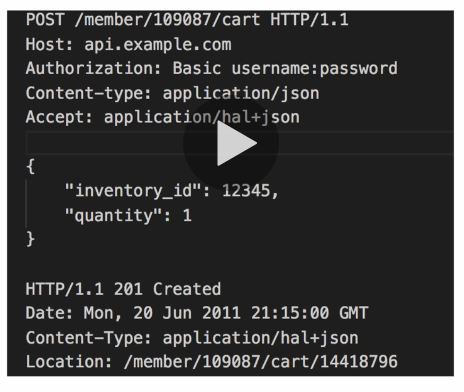 POST /member/109087/cart HTTP/1.1
Host: api.example.com
Authorization: Basic username:password
Content-type: application/json
Accept: application/hal+json
{
"inventory_id": 12345,
"quantity": 1
}
HTTP/1.1 201 Created
Date: Mon, 20 Jun 2011 21:15:00 GMT
Content-Type: application/hal+json
Location: /member/109087/cart/14418796